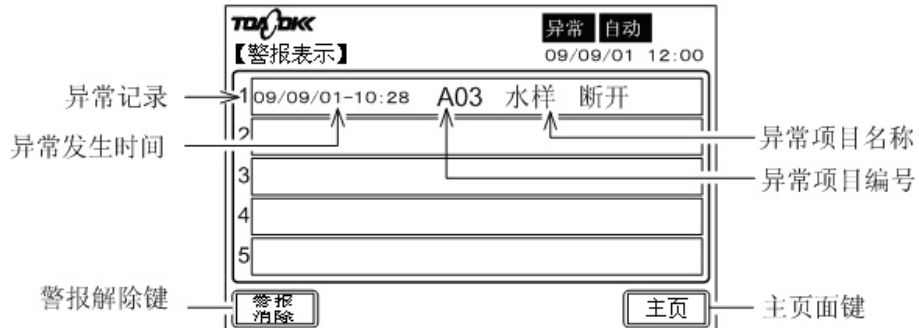 TOADKK
异常 自动
【警报表示】 09/09/01 12:00
异常记录 1 09/09/01-10:28 A03 水样 断开
异常发生时间 2 异常项目名称
3 异常项目编号
4
5
警报解除键 警报 消除 主页 主页面键